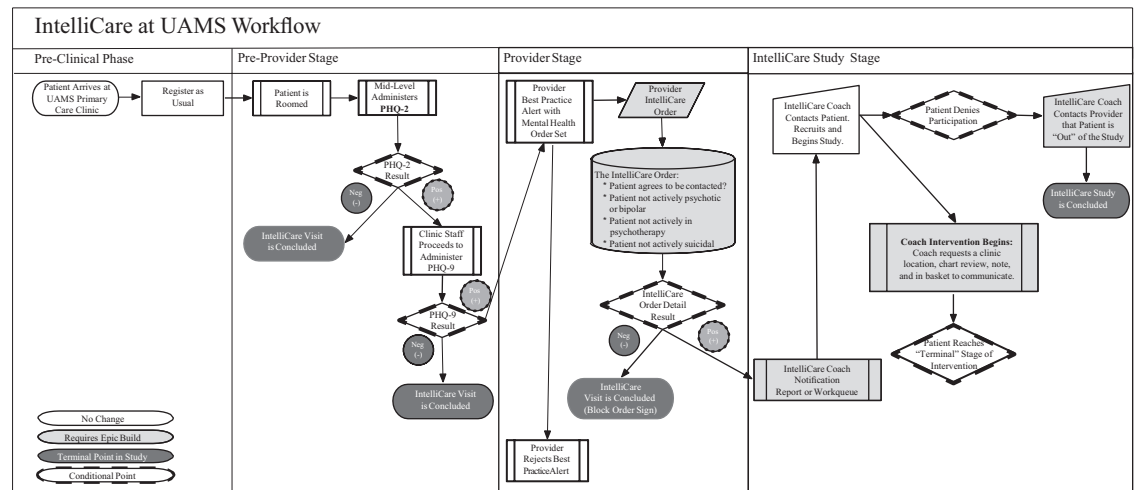 IntelliCare at UAMS Workflow
Pre-Clinical Phase
Patient Arrives at
UAMS Primary
Care Clinic
Register as
Usual
Pre-Provider Stage
Patient is
Roomed
Mid-Level
Administers
PHQ-2
PHQ-2
Result
Neg
(-)
Pos
(+)
IntelliCare Visit
is Concluded
Clinic Staff
Proceeds to
Administer
PHQ-9
PHQ-9
Result
Pos
(+)
Neg
(-)
IntelliCare Visit
is Concluded
Provider Stage
Provider
Best Practice
Alert with
Mental Health
Order Set
Provider
IntelliCare
Order
The IntelliCare Order:
* Patient agrees to be contacted?
* Patient not actively psychotic
or bipolar
* Patient not actively in
psychotherapy
* Patient not actively suicidal
IntelliCare
Order Detail
Result
Neg
(-)
Pos
(+)
IntelliCare
Visit is Concluded
(Block Order Sign)
Provider
Rejects Best
PracticeAlert
IntelliCare Study Stage
IntelliCare Coach
Contacts Patient.
Recruits and
Begins Study.
Patient Denies
Participation
IntelliCare Coach
Contacts Provider
that Patient is
“Out” of the Study
IntelliCare Study
is Concluded
Coach Intervention Begins:
Coach requests a clinic
location, chart review, note,
and in basket to communicate.
Patient Reaches
“Terminal” Stage of
Intervention
IntelliCare Coach
Notification
Report or Workqueue
No Change
Requires Epic Build
Terminal Point in Study
Conditional Point